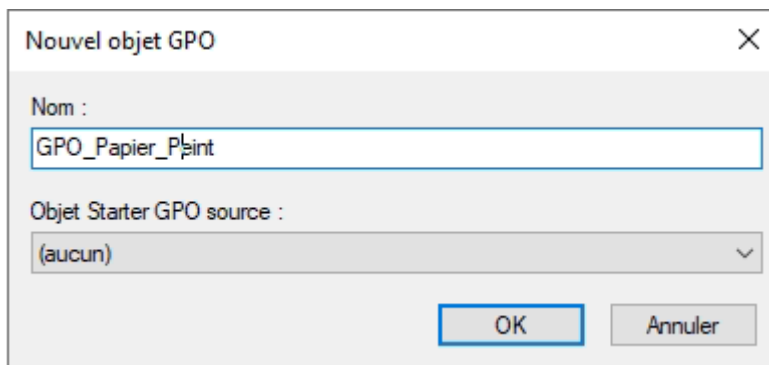 Nouvel objet GPO
Nom :
GPO_Papier_Peint
Objet Starter GPO source :
(aucun)
OK Annuler